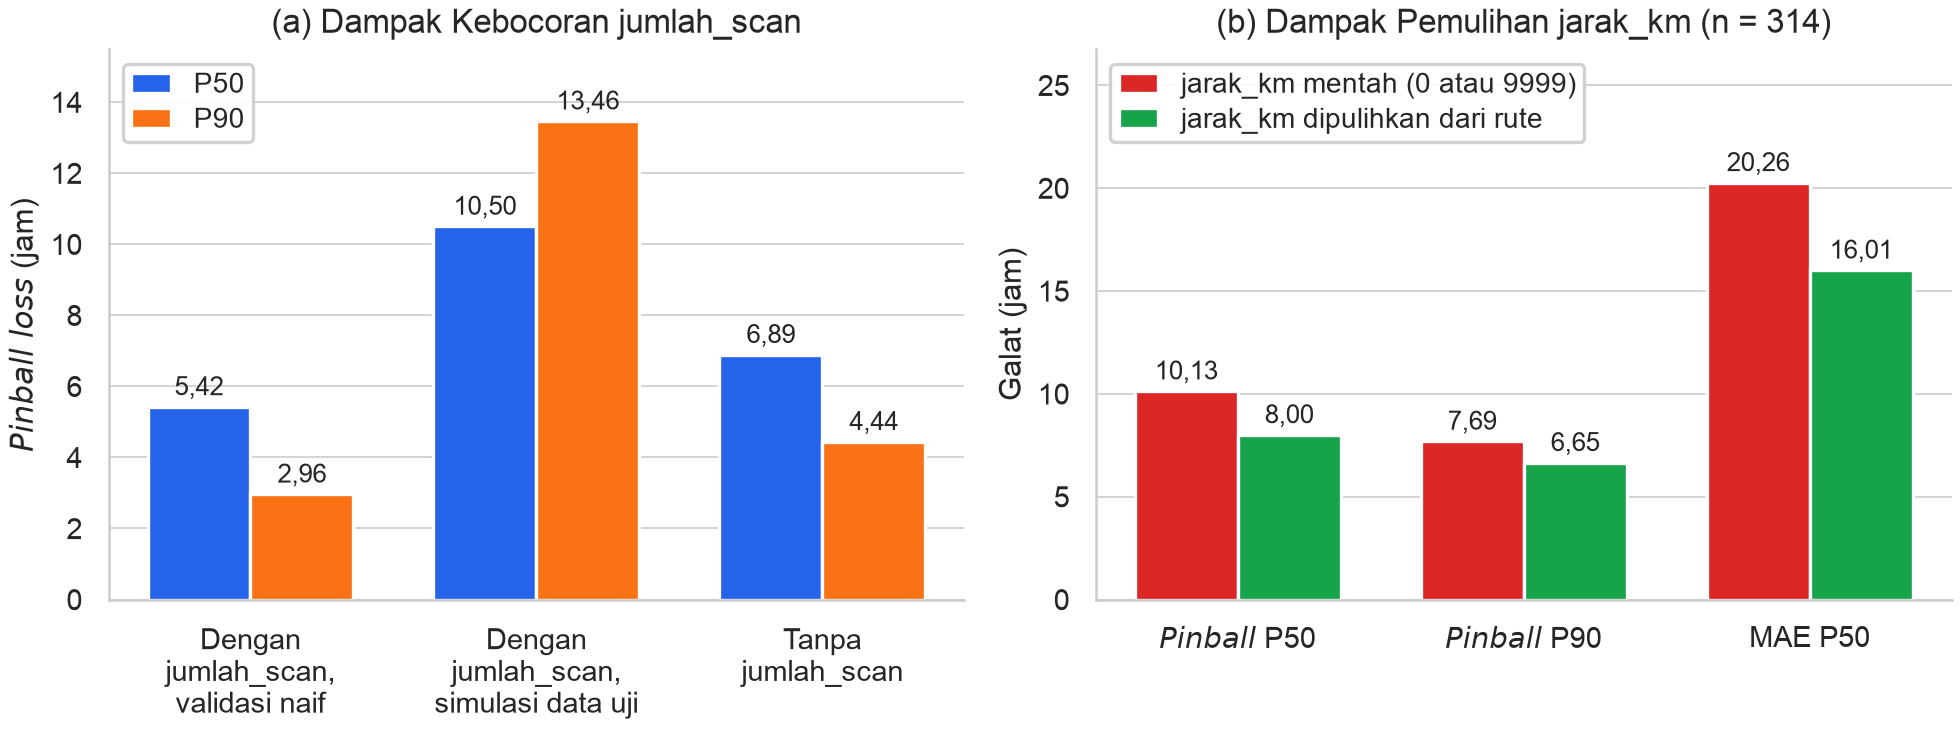 (a) Dampak Kebocoran jumlah_scan
P50
P90
Pinball loss (jam)
14
12
10
8
6
4
2
0
5,42
2,96
10,50
13,46
6,89
4,44
Dengan
jumlah_scan,
validasi naif
Dengan
jumlah_scan,
simulasi data uji
Tanpa
jumlah_scan
(b) Dampak Pemulihan jarak_km (n = 314)
jarak_km mentah (0 atau 9999)
jarak_km dipulihkan dari rute
Galat (jam)
25
20
15
10
5
0
10,13
8,00
7,69
6,65
20,26
16,01
Pinball P50
Pinball P90
MAE P50